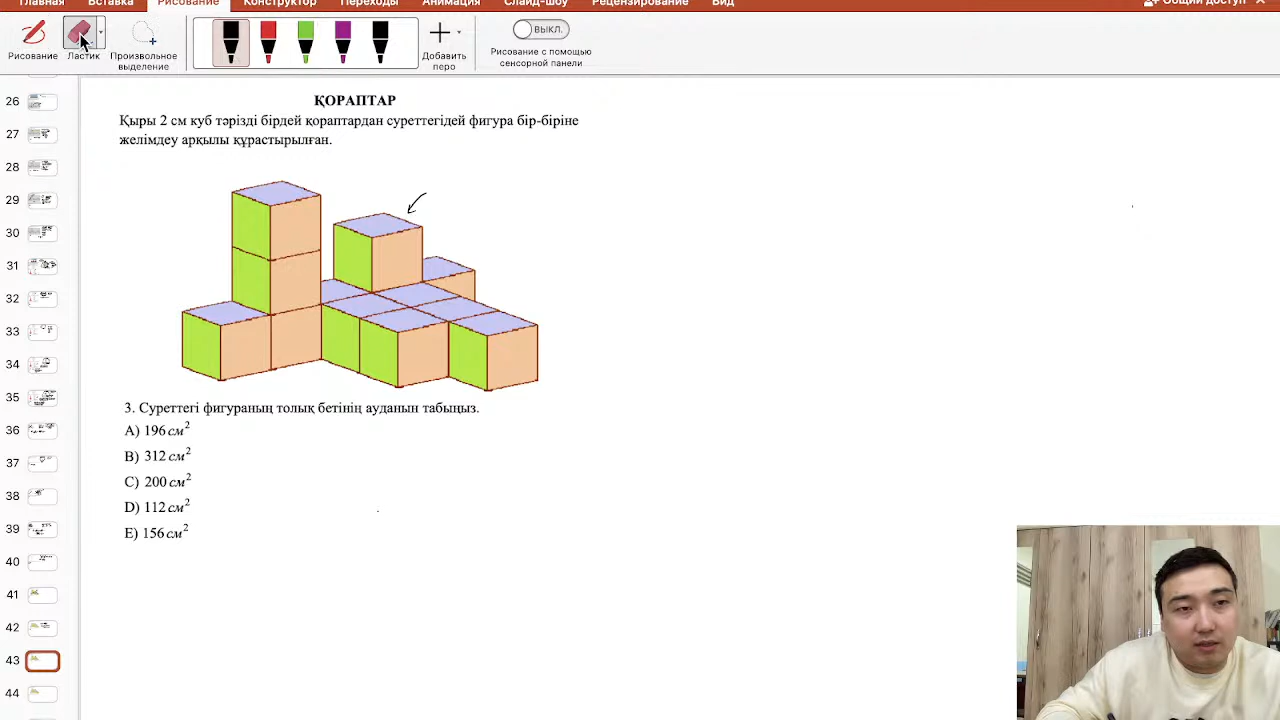 Главная Вставка Рисование Конструктор Переходы Анимация Слайд-шоу Рецензирование Вид Общий доступ
Рисование
Ластик
Произвольное
выделение
Добавить
перо
ВЫКЛ.
Рисование с помощью
сенсорной панели
26
27
28
29
30
31
32
33
34
35
36
37
38
39
40
41
42
43
44
ҚОРАПТАР
Қыры 2 см куб тәрізді бірдей қораптардан суреттегідей фигура бір-біріне
желімдеу арқылы құрастырылған.
3. Суреттегі фигураның толық бетінің ауданын табыңыз.
A) 196 см²
B) 312 см²
C) 200 см²
D) 112 см²
E) 156 см²